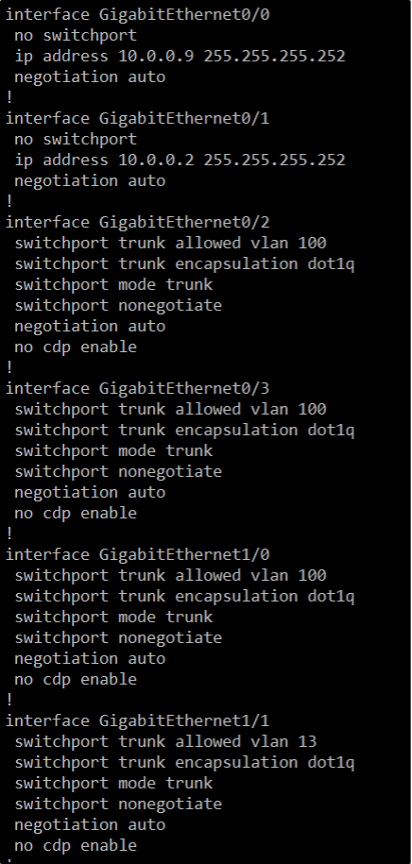 interface GigabitEthernet0/0
 no switchport
 ip address 10.0.0.9 255.255.255.252
 negotiation auto
!
interface GigabitEthernet0/1
 no switchport
 ip address 10.0.0.2 255.255.255.252
 negotiation auto
!
interface GigabitEthernet0/2
 switchport trunk allowed vlan 100
 switchport trunk encapsulation dot1q
 switchport mode trunk
 switchport nonegotiate
 negotiation auto
 no cdp enable
!
interface GigabitEthernet0/3
 switchport trunk allowed vlan 100
 switchport trunk encapsulation dot1q
 switchport mode trunk
 switchport nonegotiate
 negotiation auto
 no cdp enable
!
interface GigabitEthernet1/0
 switchport trunk allowed vlan 100
 switchport trunk encapsulation dot1q
 switchport mode trunk
 switchport nonegotiate
 negotiation auto
 no cdp enable
!
interface GigabitEthernet1/1
 switchport trunk allowed vlan 13
 switchport trunk encapsulation dot1q
 switchport mode trunk
 switchport nonegotiate
 negotiation auto
 no cdp enable